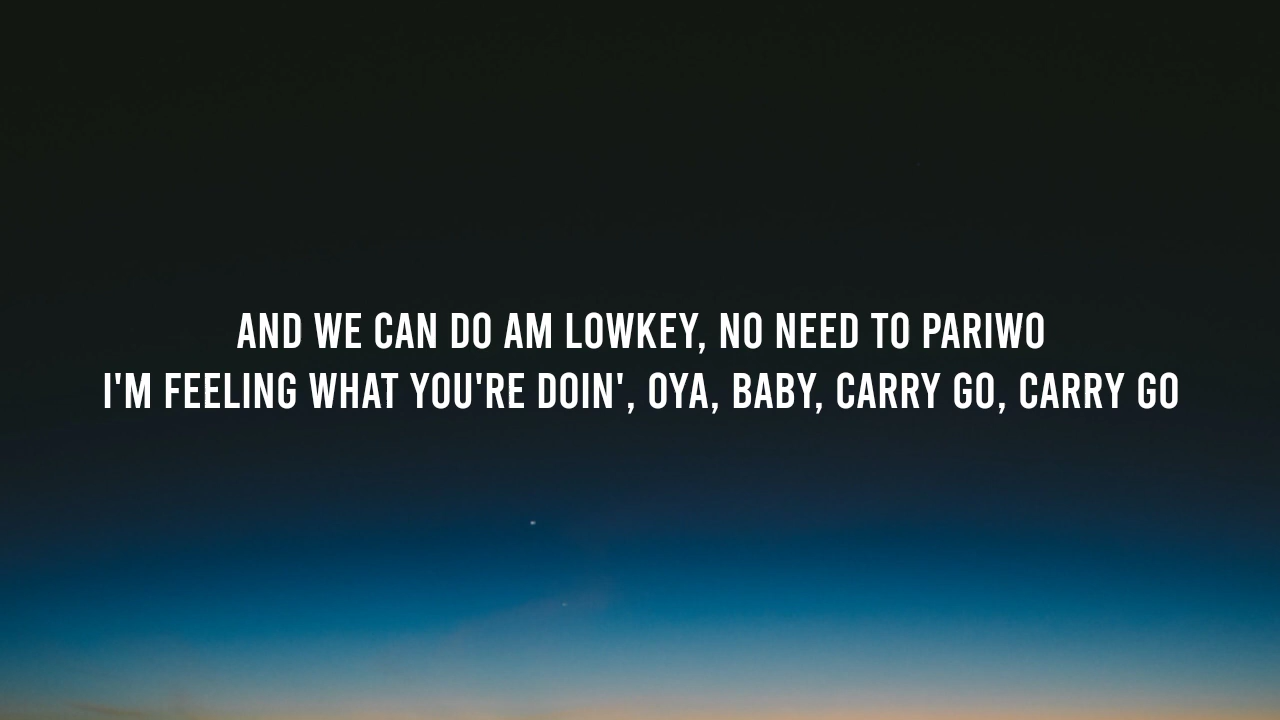 AND WE CAN DO AM LOWKEY, NO NEED TO PARIWO
I'M FEELING WHAT YOU'RE DOIN', OYA, BABY, CARRY GO, CARRY GO